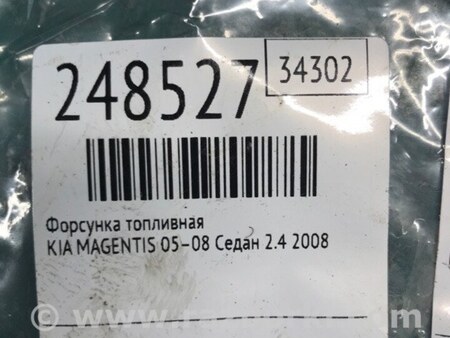 248527
34302
Форсунка топливная
KIA MAGENTIS 05-08 Седан 2.4 2008